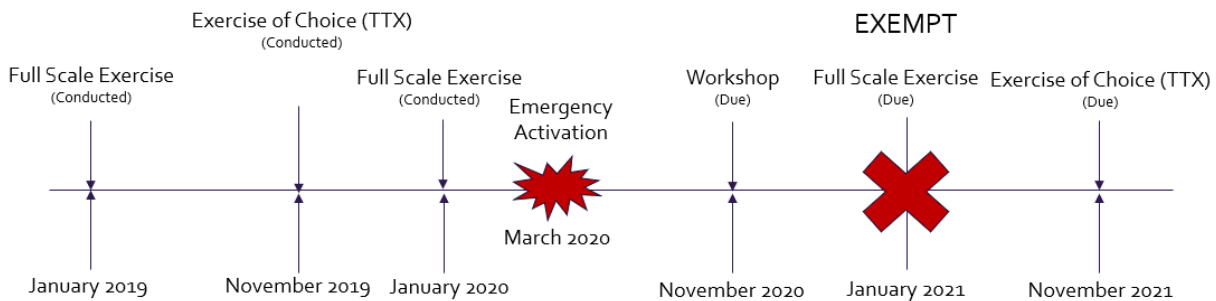 Exercise of Choice (TTX)
(Conducted)
EXEMPT
Full Scale Exercise
(Conducted)
Full Scale Exercise
(Conducted)
Emergency
Activation
Workshop
(Due)
Full Scale Exercise
(Due)
Exercise of Choice (TTX)
(Due)
January 2019
November 2019
January 2020
March 2020
November 2020
January 2021
November 2021